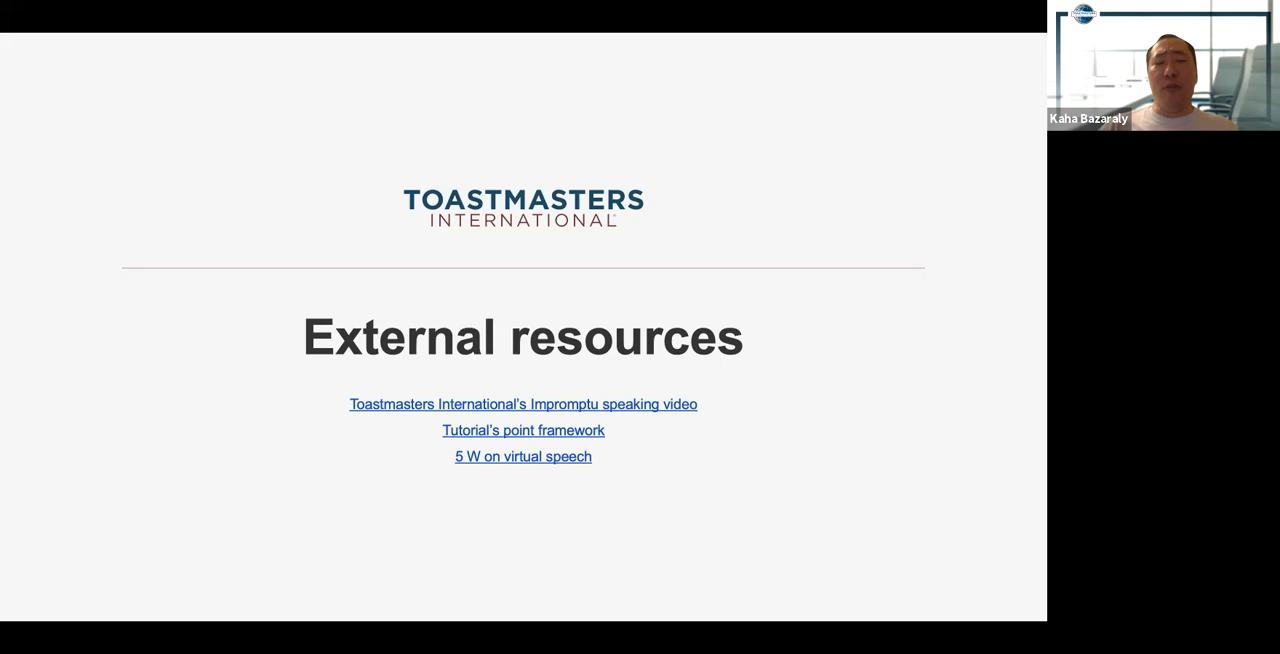 TOASTMASTERS
INTERNATIONAL
External resources
Toastmasters International's Impromptu speaking video
Tutorial's point framework
5 W on virtual speech
Kaha Bazaraly